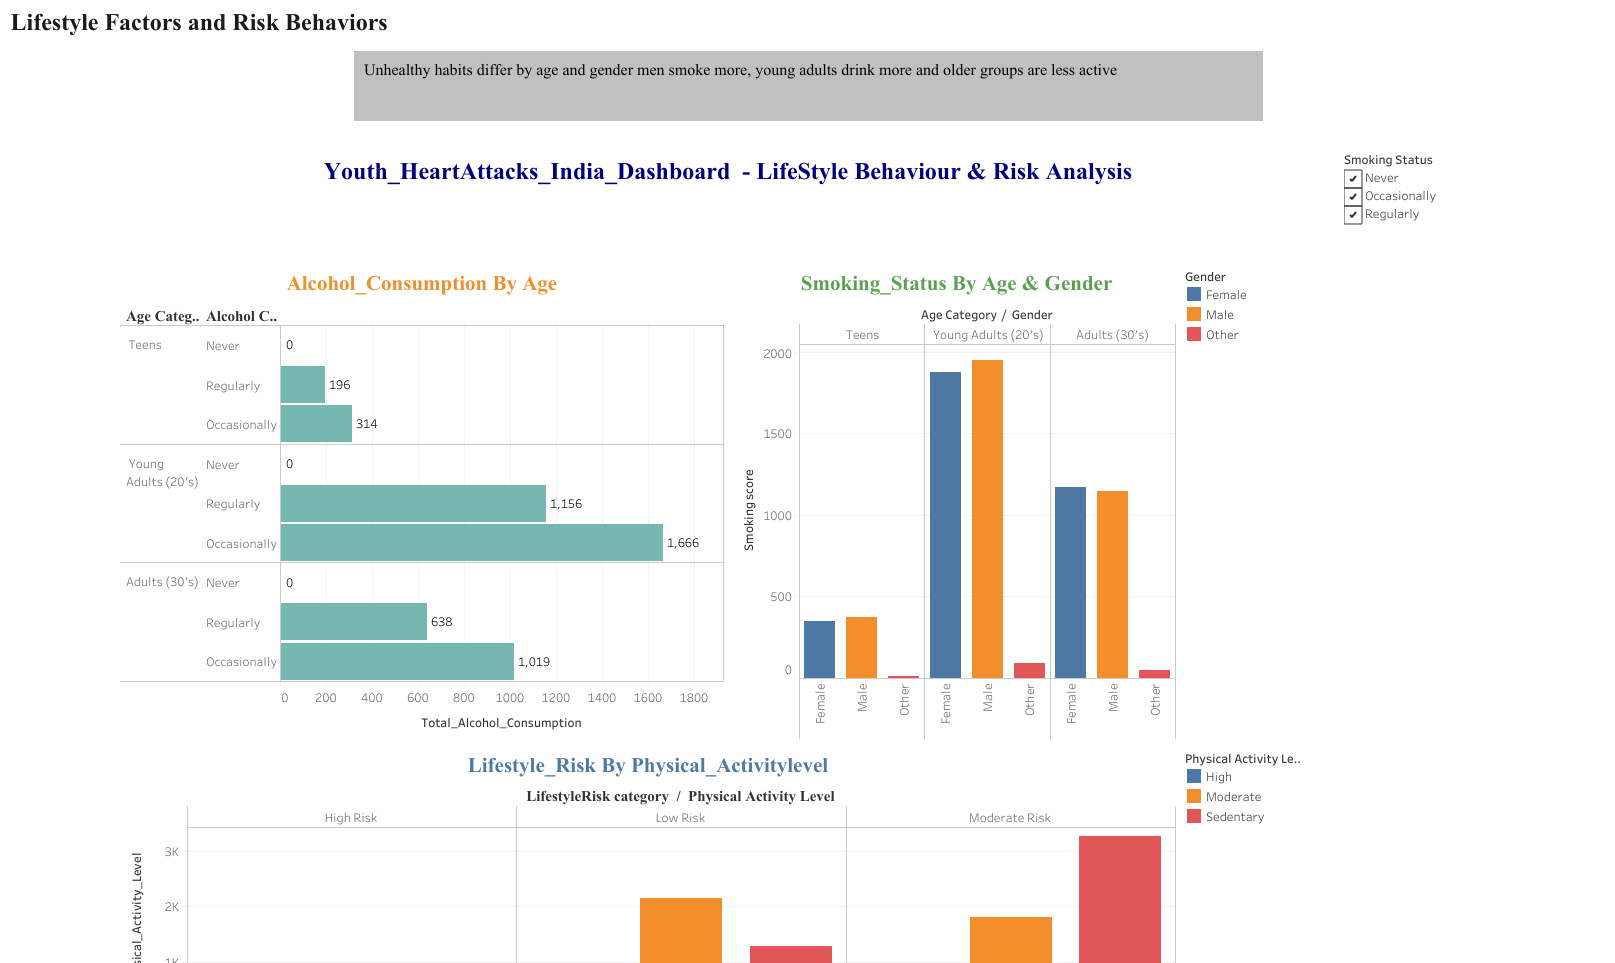 Lifestyle Factors and Risk Behaviors
Unhealthy habits differ by age and gender men smoke more, young adults drink more and older groups are less active
Youth_HeartAttacks_India_Dashboard - LifeStyle Behaviour & Risk Analysis
Smoking Status
Never
Occasionally
Regularly
Alcohol_Consumption By Age
Age Categ.. Alcohol C..
Teens Never 0
Regularly 196
Occasionally 314
Young Adults (20's) Never 0
Regularly 1,156
Occasionally 1,666
Adults (30's) Never 0
Regularly 638
Occasionally 1,019
0 200 400 600 800 1000 1200 1400 1600 1800
Total_Alcohol_Consumption
Smoking_Status By Age & Gender
Age Category / Gender
Teens Young Adults (20's) Adults (30's)
2000
1500
1000
500
0
Smoking score
Female Male Other Female Male Other Female Male Other
Gender
Female
Male
Other
Lifestyle_Risk By Physical_Activitylevel
LifestyleRisk category / Physical Activity Level
High Risk Low Risk Moderate Risk
3K
2K
1K
sical_Activity_Level
Physical Activity Le..
High
Moderate
Sedentary